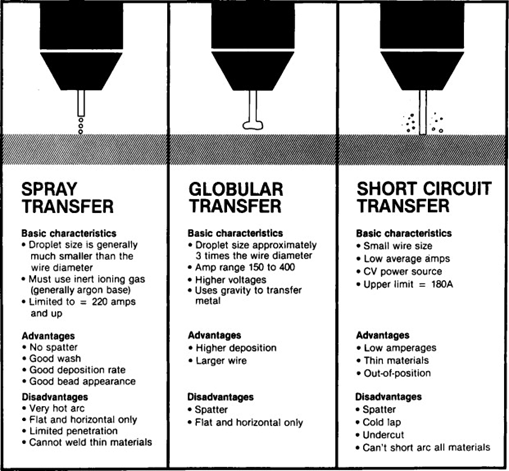 SPRAY
TRANSFER
Basic characteristics
• Droplet size is generally
much smaller than the
wire diameter
• Must use inert ioning gas
(generally argon base)
• Limited to = 220 amps
and up
Advantages
• No spatter
• Good wash
• Good deposition rate
• Good bead appearance
Disadvantages
• Very hot arc
• Flat and horizontal only
• Limited penetration
• Cannot weld thin materials
GLOBULAR
TRANSFER
Basic characteristics
• Droplet size approximately
3 times the wire diameter
• Amp range 150 to 400
• Higher voltages
• Uses gravity to transfer
metal
Advantages
• Higher deposition
• Larger wire
Disadvantages
• Spatter
• Flat and horizontal only
SHORT CIRCUIT
TRANSFER
Basic characteristics
• Small wire size
• Low average amps
• CV power source
• Upper limit = 180A
Advantages
• Low amperages
• Thin materials
• Out-of-position
Disadvantages
• Spatter
• Cold lap
• Undercut
• Can't short arc all materials